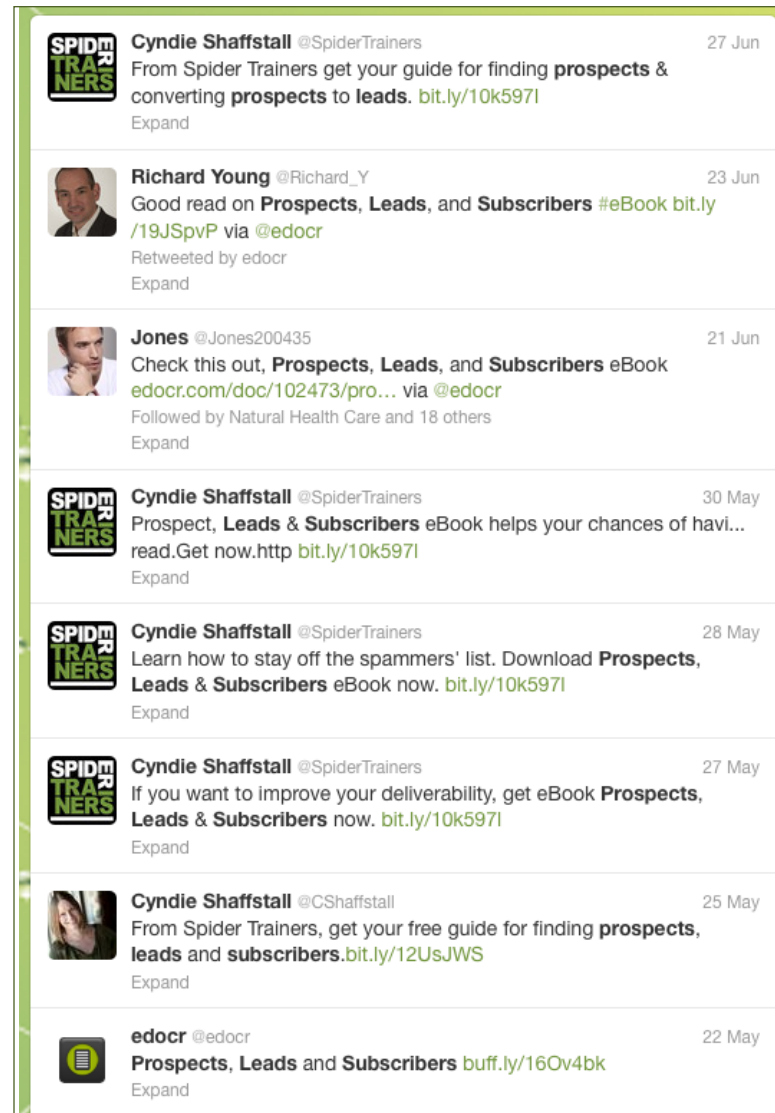 SPIDER TRAINERS
Cyndie Shaffstall @SpiderTrainers 27 Jun
From Spider Trainers get your guide for finding prospects &
converting prospects to leads. bit.ly/10k597l
Expand
Richard Young @Richard_Y 23 Jun
Good read on Prospects, Leads, and Subscribers #eBook bit.ly
/19JSpvP via @edocr
Retweeted by edocr
Expand
Jones @Jones200435 21 Jun
Check this out, Prospects, Leads, and Subscribers eBook
edocr.com/doc/102473/pro... via @edocr
Followed by Natural Health Care and 18 others
Expand
SPIDER TRAINERS
Cyndie Shaffstall @SpiderTrainers 30 May
Prospect, Leads & Subscribers eBook helps your chances of havi...
read.Get now.http bit.ly/10k597l
Expand
SPIDER TRAINERS
Cyndie Shaffstall @SpiderTrainers 28 May
Learn how to stay off the spammers' list. Download Prospects,
Leads & Subscribers eBook now. bit.ly/10k597l
Expand
SPIDER TRAINERS
Cyndie Shaffstall @SpiderTrainers 27 May
If you want to improve your deliverability, get eBook Prospects,
Leads & Subscribers now. bit.ly/10k597l
Expand
Cyndie Shaffstall @CShaffstall 25 May
From Spider Trainers, get your free guide for finding prospects,
leads and subscribers.bit.ly/12UsJWS
Expand
edocr @edocr 22 May
Prospects, Leads and Subscribers buff.ly/16Ov4bk
Expand